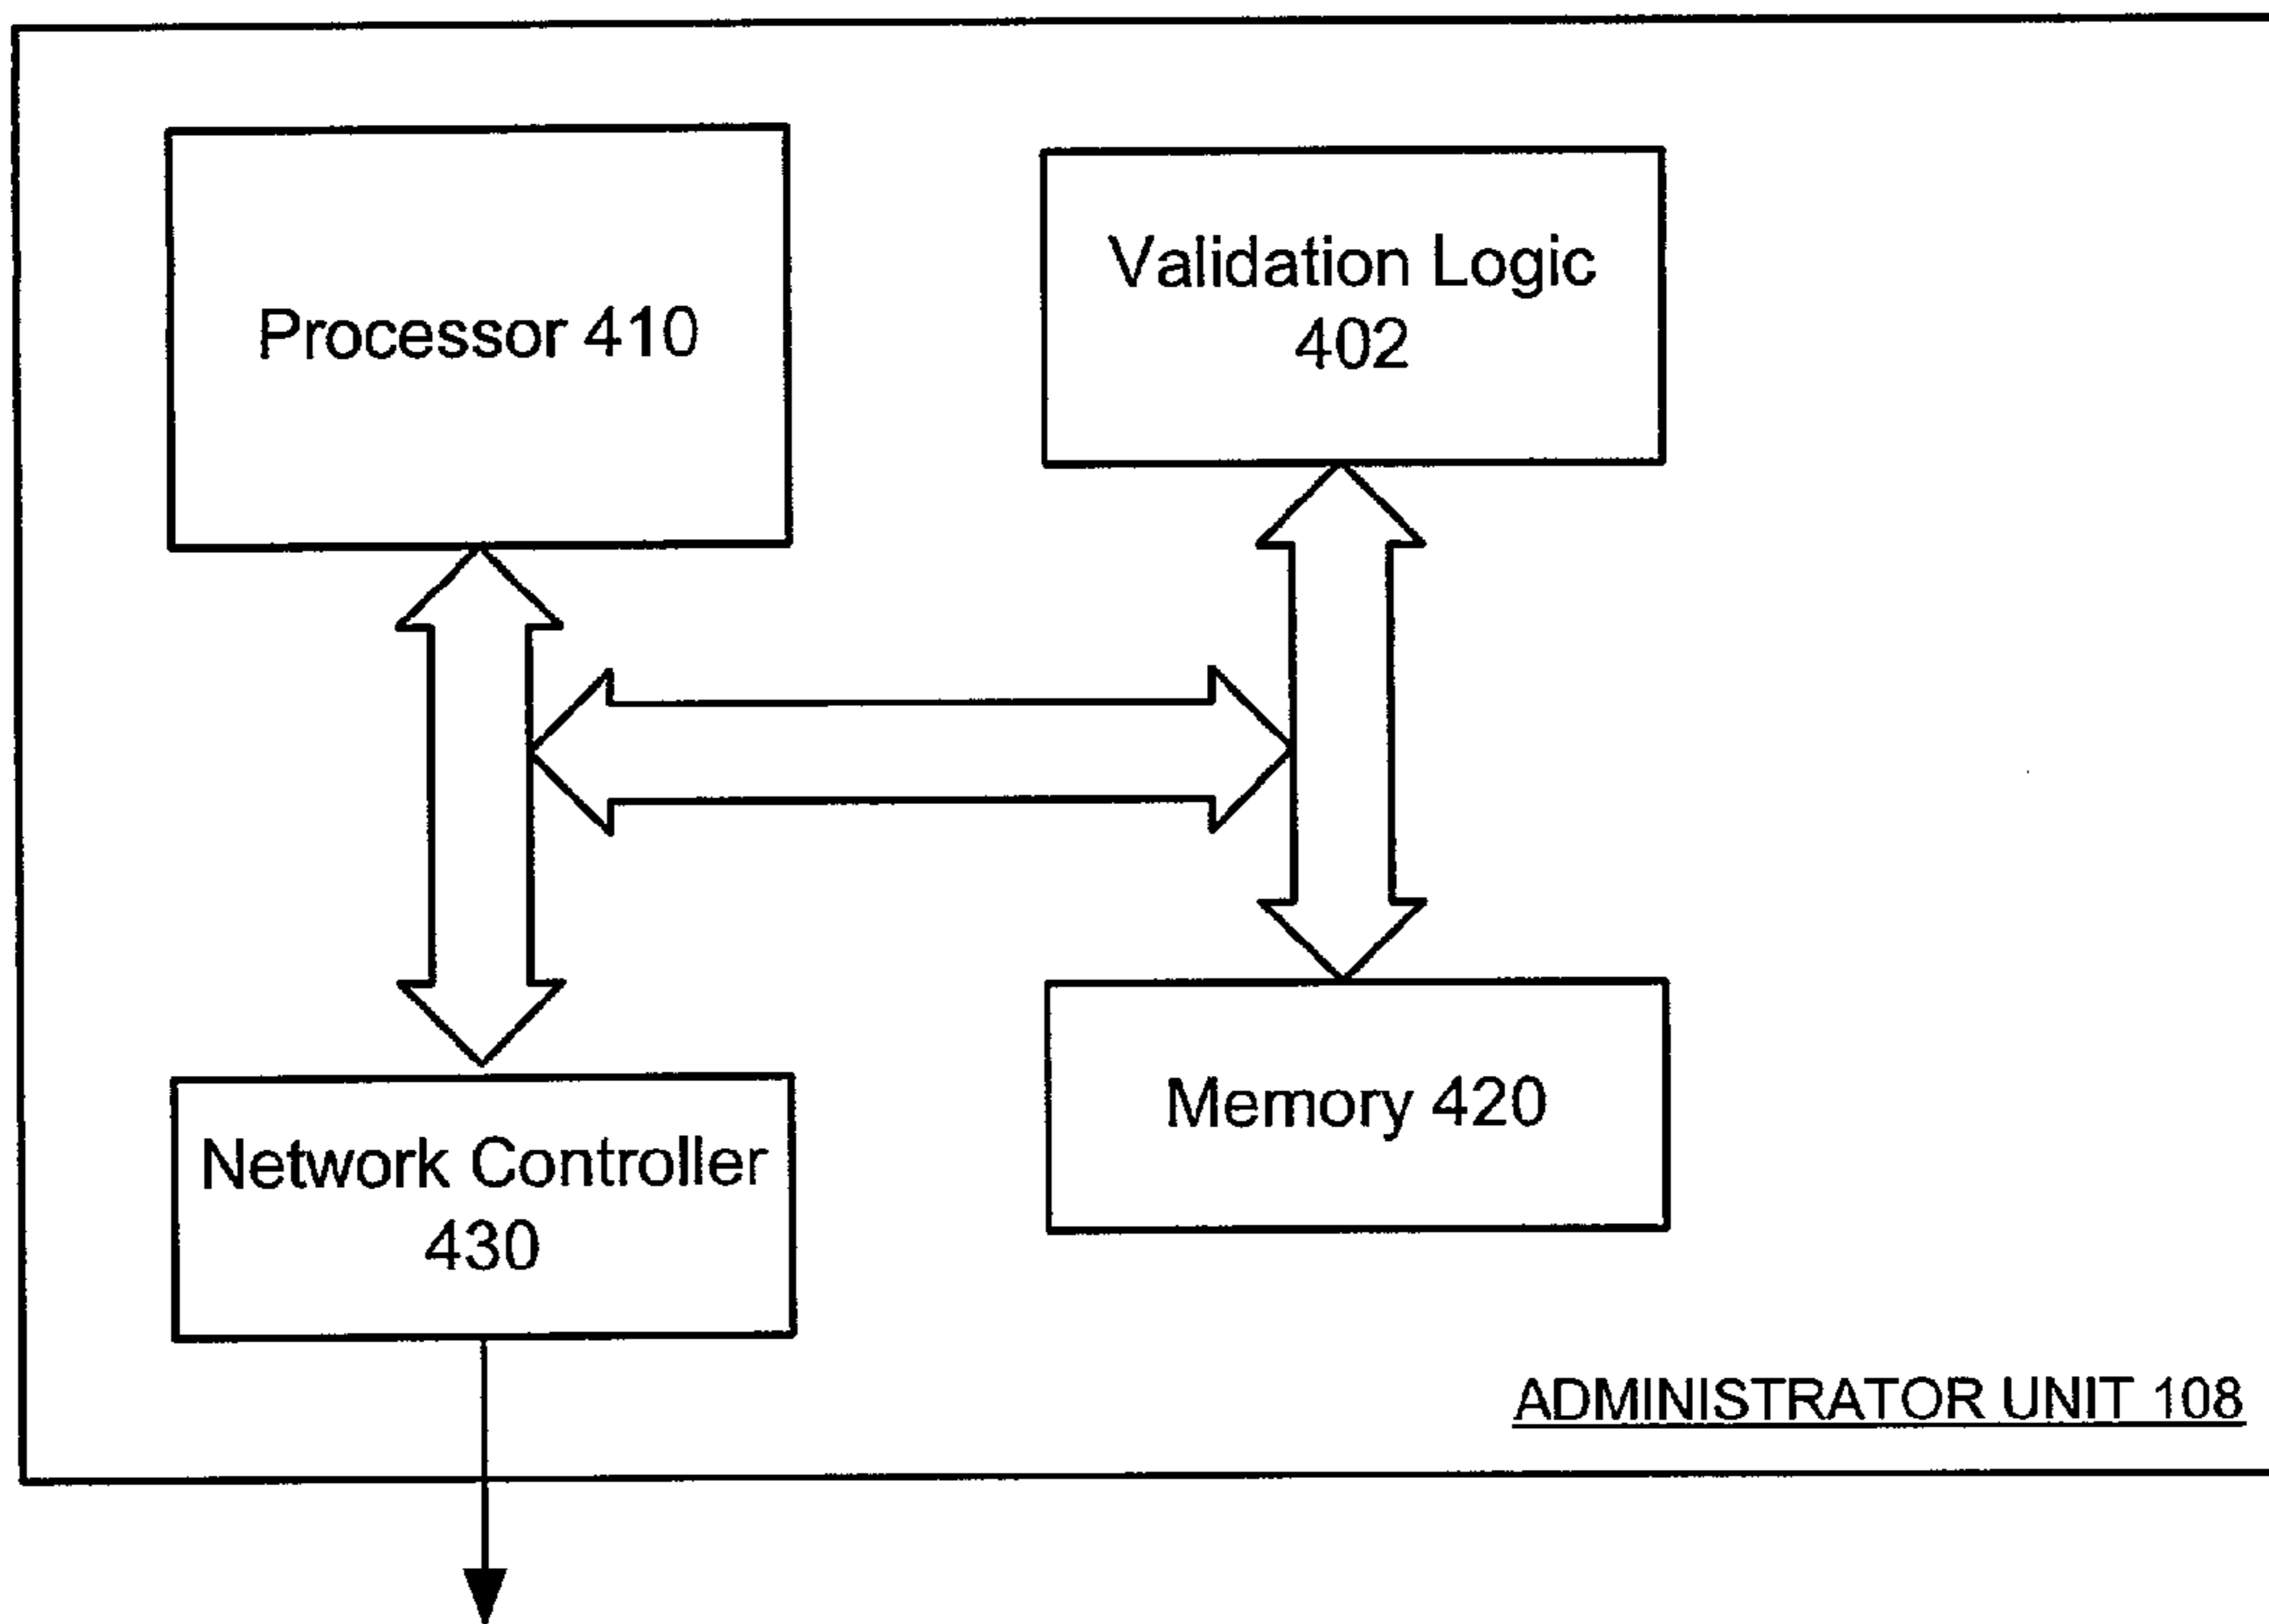 Processor 410
Validation Logic
402
Network Controller
430
Memory 420
ADMINISTRATOR UNIT 108